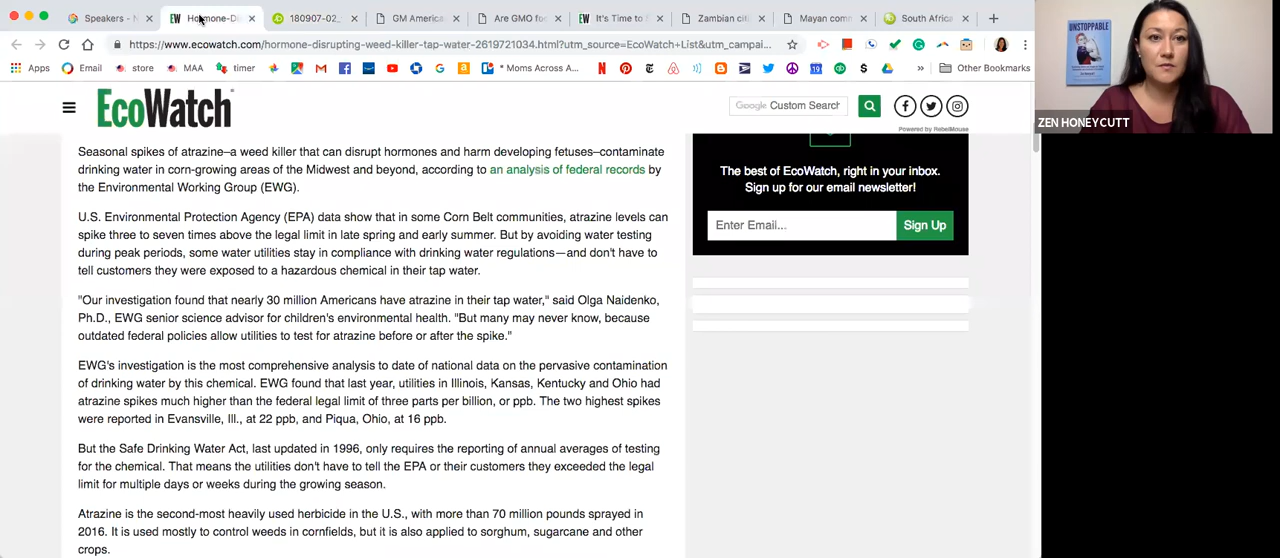 Speakers - N
Hormone-Di
180907-02_
GM America
Are GMO fo
It's Time to E
Zambian cit
Mayan comm
South Africa
https://www.ecowatch.com/hormone-disrupting-weed-killer-tap-water-2619721034.html?utm_source=EcoWatch+List&utm_campai...
Apps
Email
store
MAA
timer
* Moms Across A...
Other Bookmarks
EcoWatch
Google Custom Search
Powered by RebelMouse
Seasonal spikes of atrazine–a weed killer that can disrupt hormones and harm developing fetuses–contaminate
drinking water in corn-growing areas of the Midwest and beyond, according to an analysis of federal records by
the Environmental Working Group (EWG).
U.S. Environmental Protection Agency (EPA) data show that in some Corn Belt communities, atrazine levels can
spike three to seven times above the legal limit in late spring and early summer. But by avoiding water testing
during peak periods, some water utilities stay in compliance with drinking water regulations—and don't have to
tell customers they were exposed to a hazardous chemical in their tap water.
"Our investigation found that nearly 30 million Americans have atrazine in their tap water," said Olga Naidenko,
Ph.D., EWG senior science advisor for children's environmental health. "But many may never know, because
outdated federal policies allow utilities to test for atrazine before or after the spike."
EWG's investigation is the most comprehensive analysis to date of national data on the pervasive contamination
of drinking water by this chemical. EWG found that last year, utilities in Illinois, Kansas, Kentucky and Ohio had
atrazine spikes much higher than the federal legal limit of three parts per billion, or ppb. The two highest spikes
were reported in Evansville, Ill., at 22 ppb, and Piqua, Ohio, at 16 ppb.
But the Safe Drinking Water Act, last updated in 1996, only requires the reporting of annual averages of testing
for the chemical. That means the utilities don't have to tell the EPA or their customers they exceeded the legal
limit for multiple days or weeks during the growing season.
Atrazine is the second-most heavily used herbicide in the U.S., with more than 70 million pounds sprayed in
2016. It is used mostly to control weeds in cornfields, but it is also applied to sorghum, sugarcane and other
crops.
The best of EcoWatch, right in your inbox.
Sign up for our email newsletter!
Enter Email...
Sign Up
UNSTOPPABLE
ZEN HONEYCUTT